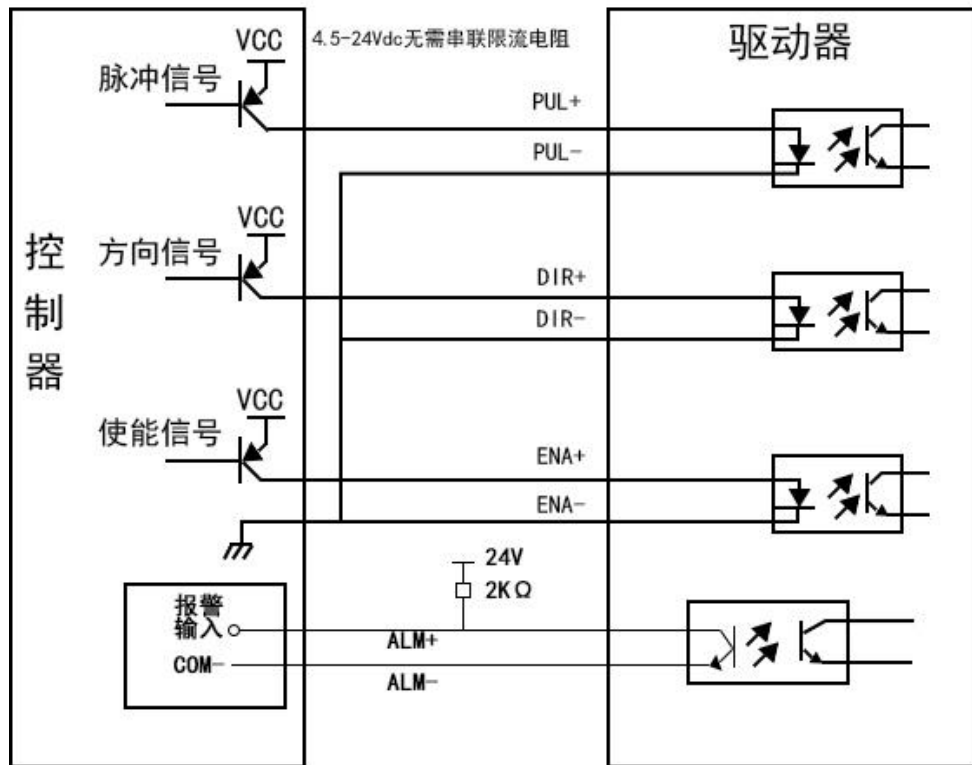 VCC
4.5-24Vdc无需串联限流电阻
驱动器
脉冲信号
PUL+
PUL-
VCC
控制器
方向信号
DIR+
DIR-
VCC
使能信号
ENA+
ENA-
24V
2KΩ
报警
输入
ALM+
COM-
ALM-